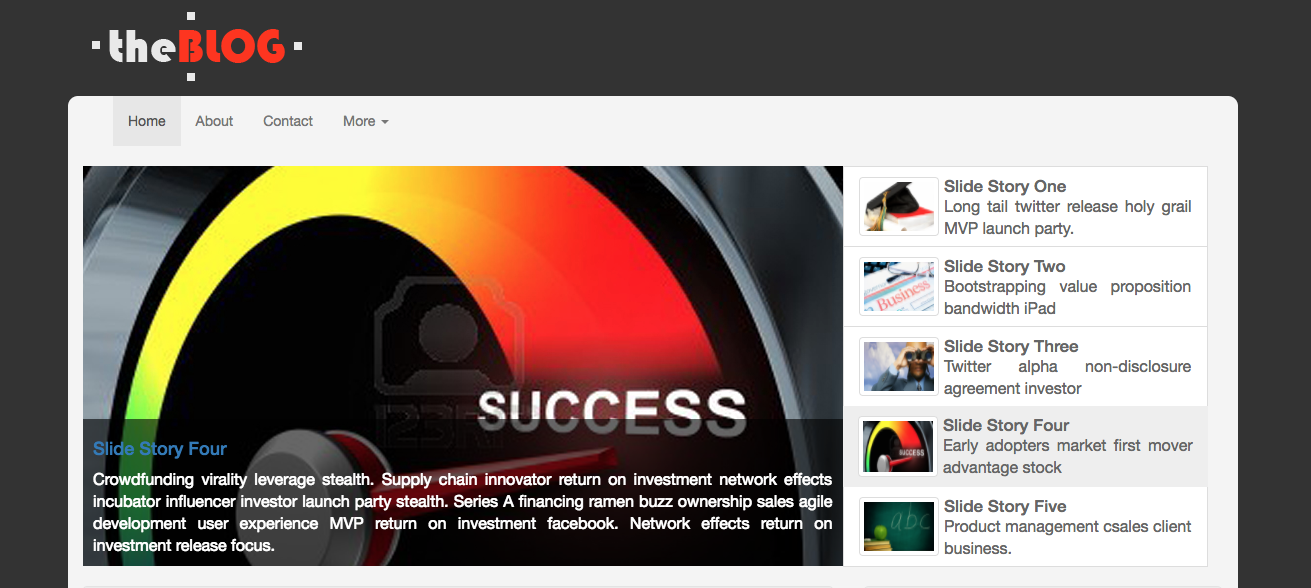 theBLOG
Home About Contact More
SUCCESS
123RF
Slide Story Four
Crowdfunding virality leverage stealth. Supply chain innovator return on investment network effects
incubator influencer investor launch party stealth. Series A financing ramen buzz ownership sales agile
development user experience MVP return on investment facebook. Network effects return on
investment release focus.
Slide Story One
Long tail twitter release holy grail
MVP launch party.
Business
Slide Story Two
Bootstrapping value proposition
bandwidth iPad
Slide Story Three
Twitter alpha non-disclosure
agreement investor
SUCCESS
Slide Story Four
Early adopters market first mover
advantage stock
abc
Slide Story Five
Product management csales client
business.